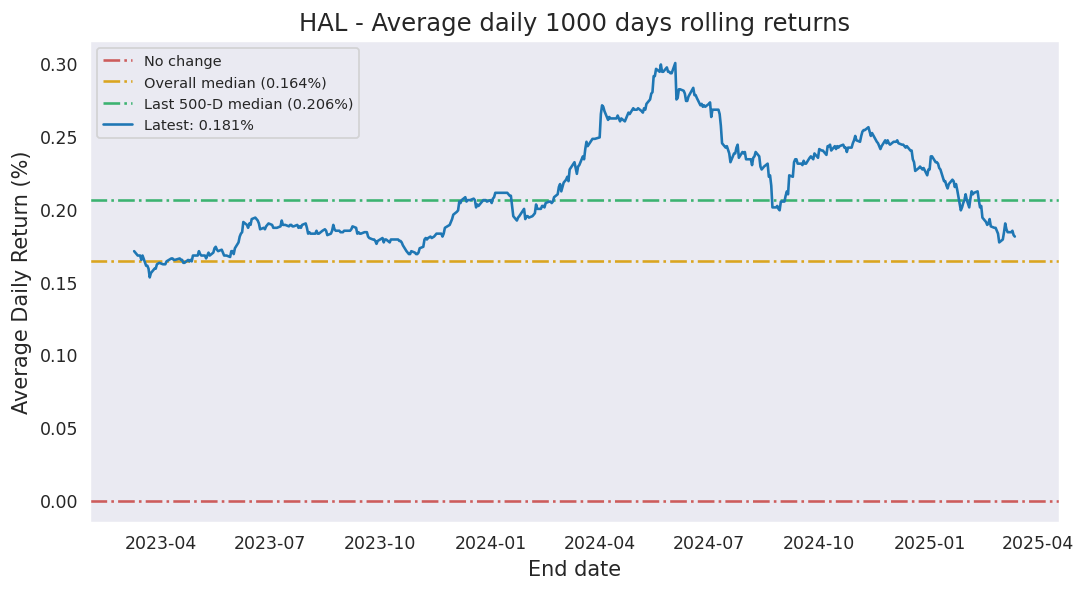 HAL - Average daily 1000 days rolling returns
No change
Overall median (0.164%)
Last 500-D median (0.206%)
Latest: 0.181%
Average Daily Return (%)
0.30
0.25
0.20
0.15
0.10
0.05
0.00
2023-04 2023-07 2023-10 2024-01 2024-04 2024-07 2024-10 2025-01 2025-04
End date